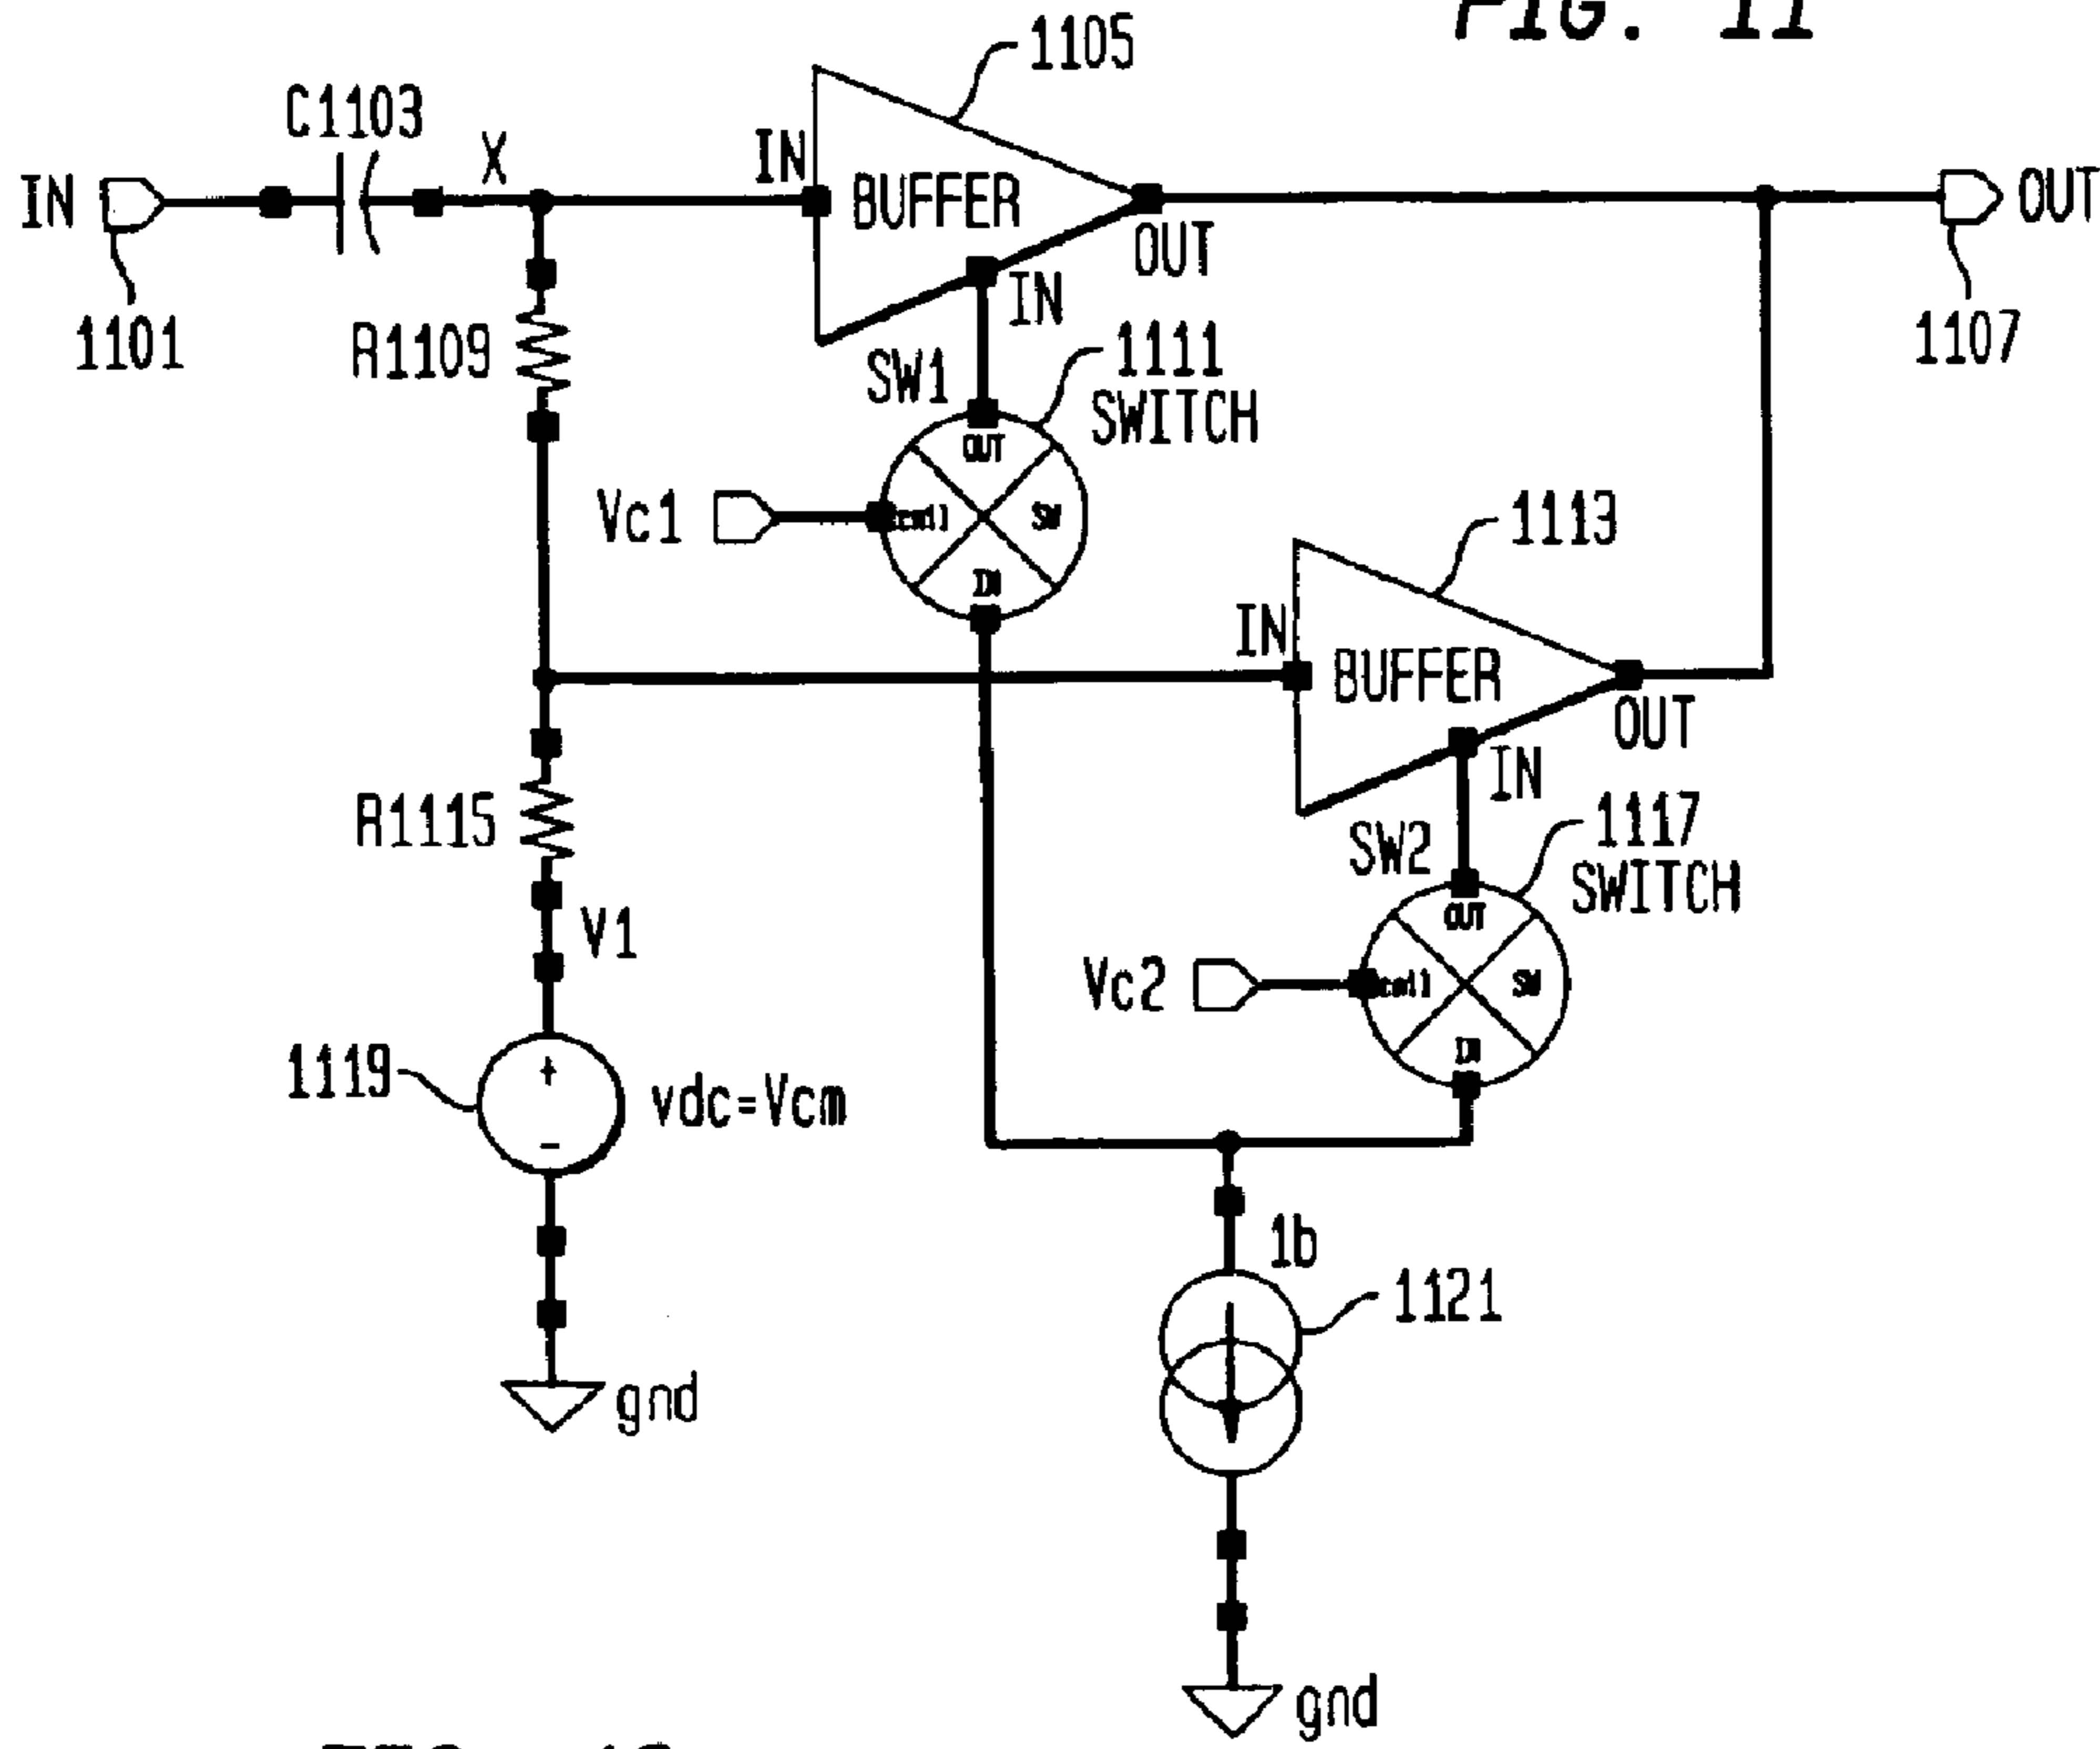 FIG. 11
1105
C1103
X
IN
IN
BUFFER
OUT
OUT
IN
1101
R1109
SW1
1111
SWITCH
1107
OUT
Vc1
SW
IN
1113
IN
BUFFER
OUT
IN
R1115
SW2
1117
SWITCH
V1
OUT
Vc2
SW
IN
1119
+
-
vdc=Vcm
1b
1121
gnd
gnd